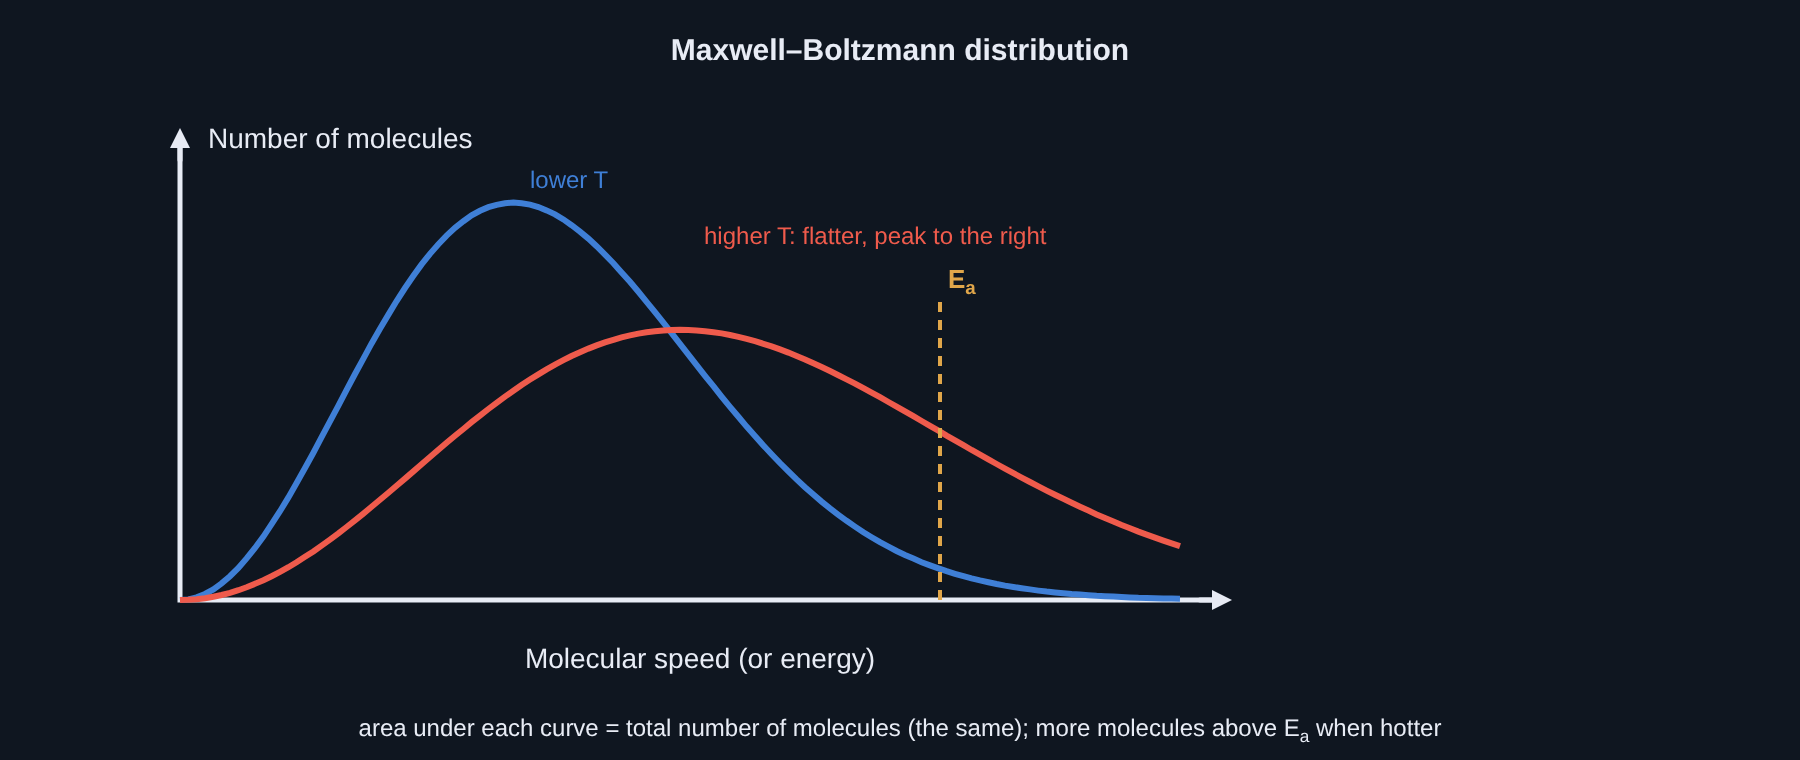 Maxwell–Boltzmann distribution
Number of molecules
lower T
higher T: flatter, peak to the right
Eₐ
Molecular speed (or energy)
area under each curve = total number of molecules (the same); more molecules above Eₐ when hotter